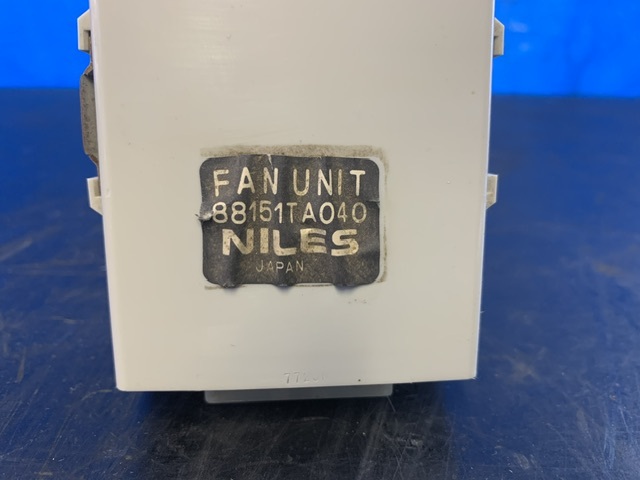 FAN UNIT
88151TA040
NILES
JAPAN